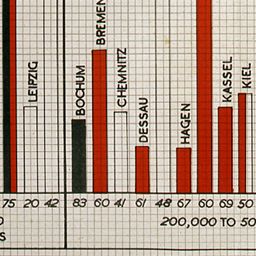 LEIPZIG
BOCHUM
BREMEN
CHEMNITZ
DESSAU
HAGEN
KASSEL
KIEL
75 20 42 83 60 41 61 48 67 60 69 50
200,000 TO 50
S